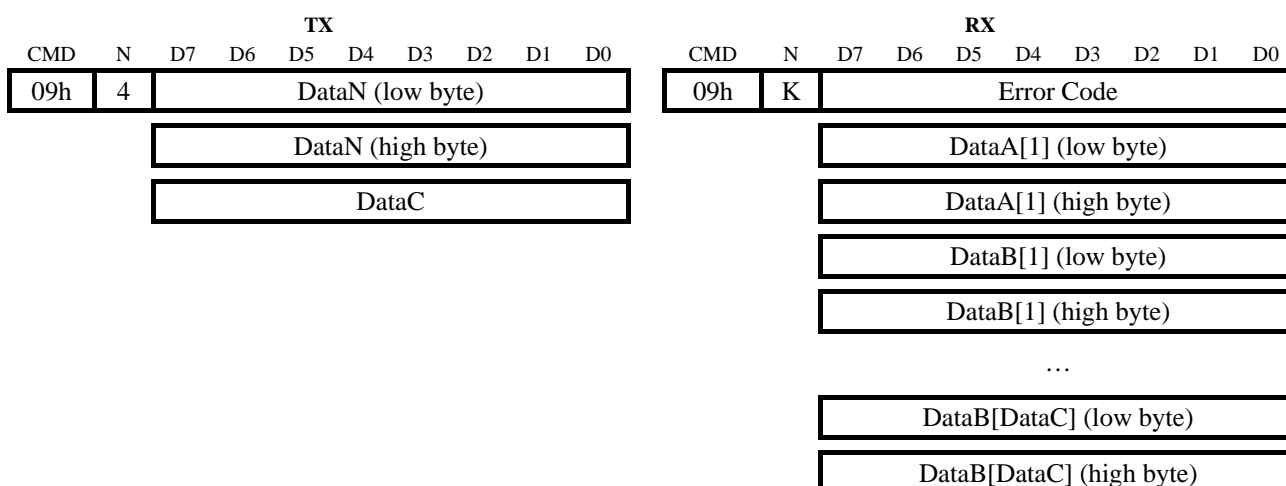 TX RX
CMD N D7 D6 D5 D4 D3 D2 D1 D0 CMD N D7 D6 D5 D4 D3 D2 D1 D0
09h 4 DataN (low byte) 09h K Error Code
DataN (high byte) DataA[1] (low byte)
DataC DataA[1] (high byte)
DataB[1] (low byte)
DataB[1] (high byte)
…
DataB[DataC] (low byte)
DataB[DataC] (high byte)